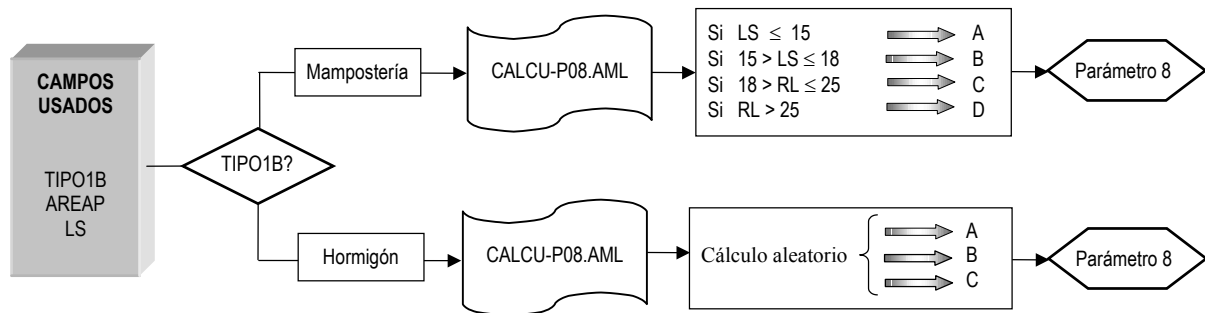 CAMPOS
USADOS
TIPO1B
AREAP
LS
TIPO1B?
Mampostería
CALCU-P08.AML
Si LS ≤ 15 A
Si 15 > LS ≤ 18 B
Si 18 > RL ≤ 25 C
Si RL > 25 D
Parámetro 8
Hormigón
CALCU-P08.AML
Cálculo aleatorio
A
B
C
Parámetro 8